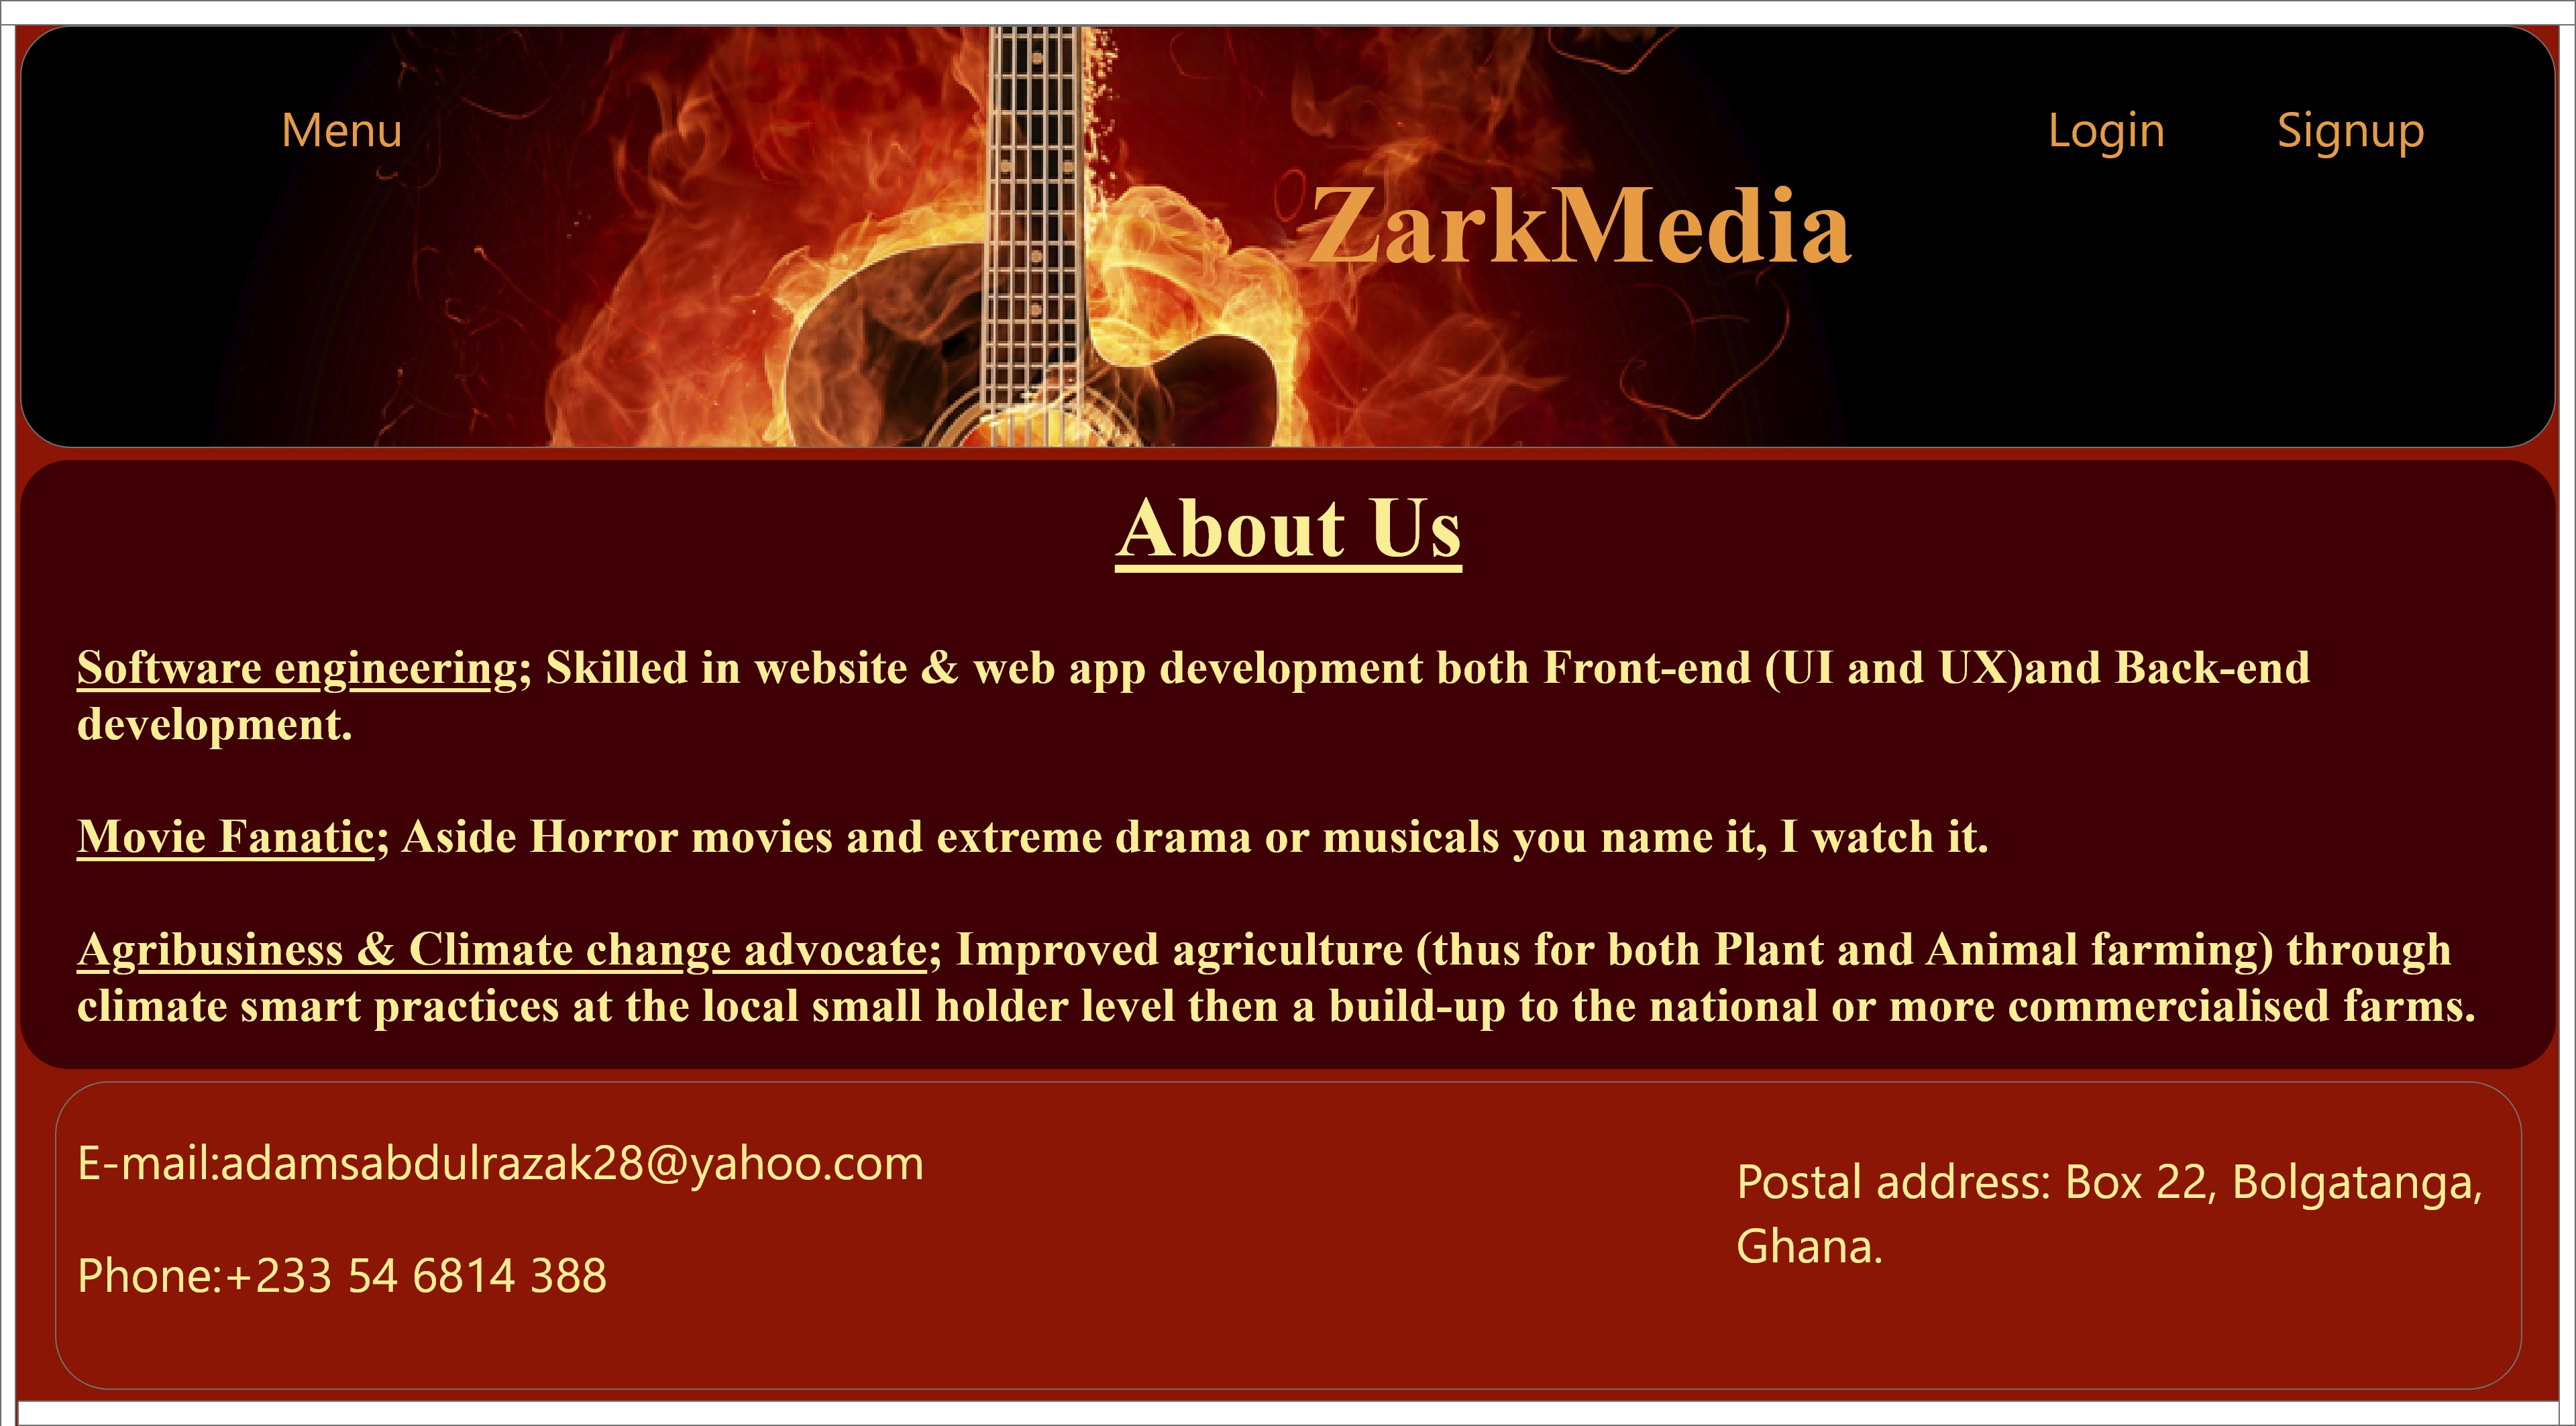 Menu
Login
Signup
ZarkMedia
About Us
Software engineering; Skilled in website & web app development both Front-end (UI and UX)and Back-end
development.
Movie Fanatic; Aside Horror movies and extreme drama or musicals you name it, I watch it.
Agribusiness & Climate change advocate; Improved agriculture (thus for both Plant and Animal farming) through
climate smart practices at the local small holder level then a build-up to the national or more commercialised farms.
E-mail:adamsabdulrazak28@yahoo.com
Phone:+233 54 6814 388
Postal address: Box 22, Bolgatanga,
Ghana.